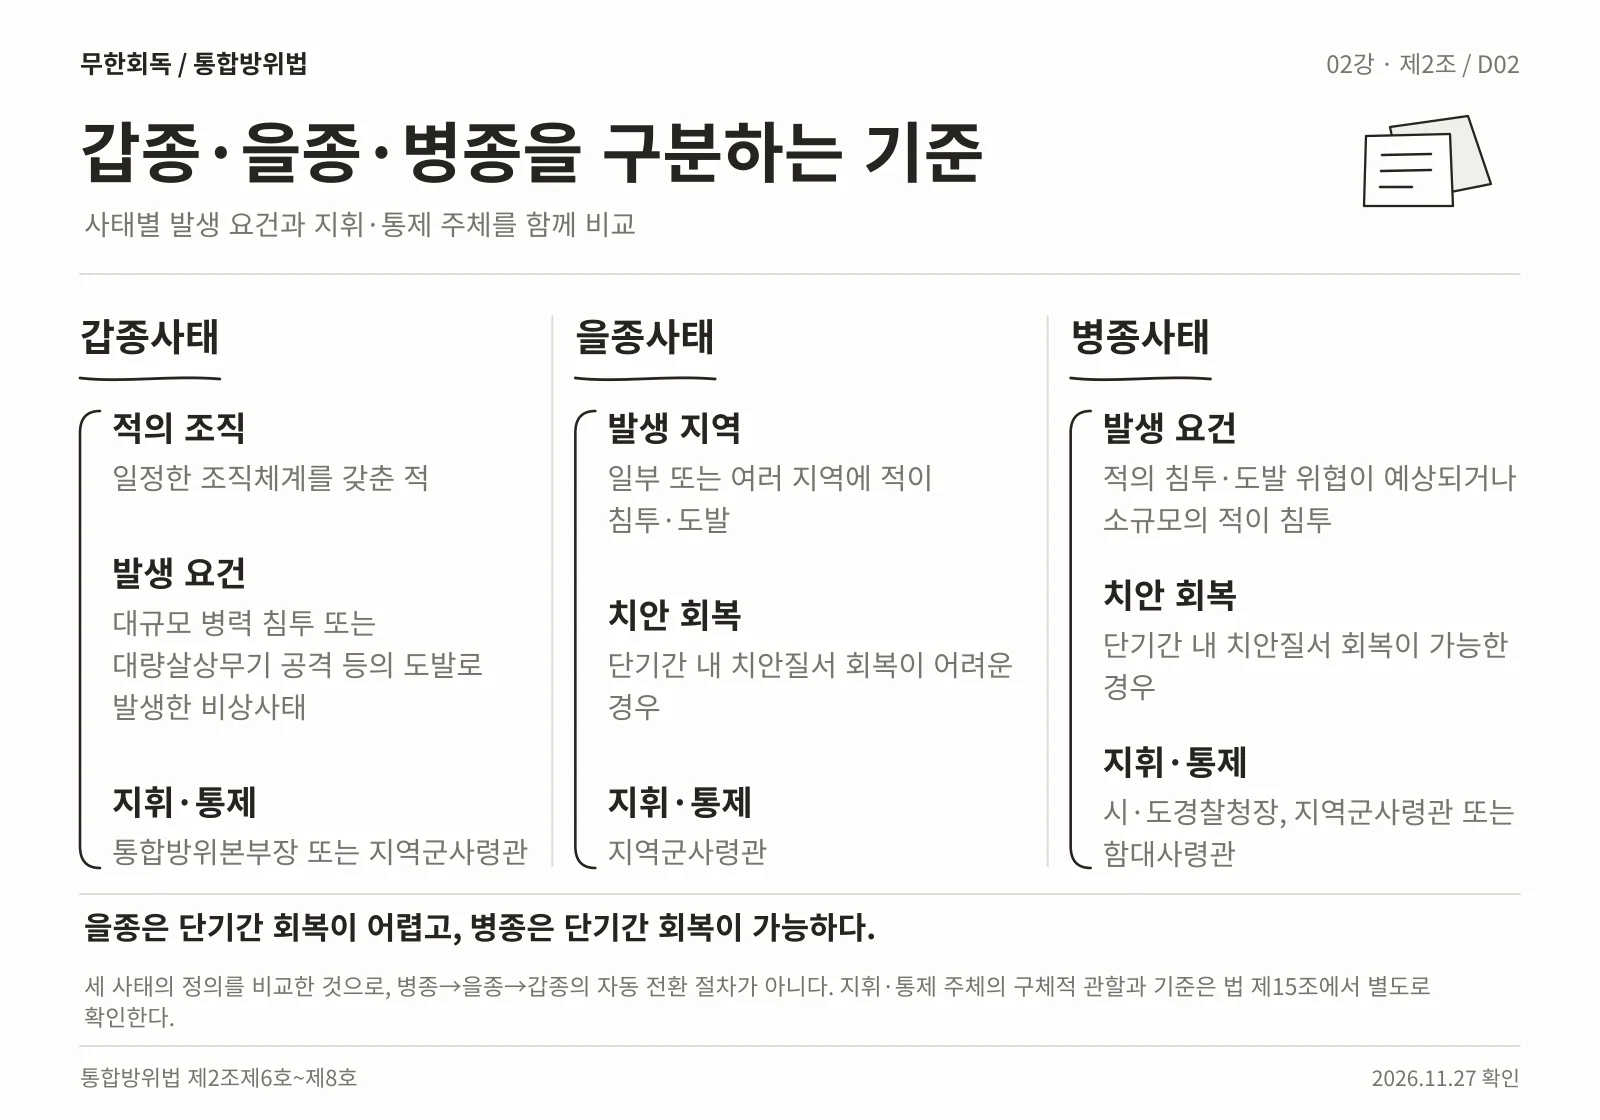 무한회독 / 통합방위법
02강 · 제2조 / D02
갑종·을종·병종을 구분하는 기준
사태별 발생 요건과 지휘·통제 주체를 함께 비교
갑종사태
적의 조직
일정한 조직체계를 갖춘 적
발생 요건
대규모 병력 침투 또는
대량살상무기 공격 등의 도발로
발생한 비상사태
지휘·통제
통합방위본부장 또는 지역군사령관
을종사태
발생 지역
일부 또는 여러 지역에 적이
침투·도발
치안 회복
단기간 내 치안질서 회복이 어려운
경우
지휘·통제
지역군사령관
병종사태
발생 요건
적의 침투·도발 위협이 예상되거나
소규모의 적이 침투
치안 회복
단기간 내 치안질서 회복이 가능한
경우
지휘·통제
시·도경찰청장, 지역군사령관 또는
함대사령관
을종은 단기간 회복이 어렵고, 병종은 단기간 회복이 가능하다.
세 사태의 정의를 비교한 것으로, 병종→을종→갑종의 자동 전환 절차가 아니다. 지휘·통제 주체의 구체적 관할과 기준은 법 제15조에서 별도로
확인한다.
통합방위법 제2조제6호~제8호
2026.11.27 확인